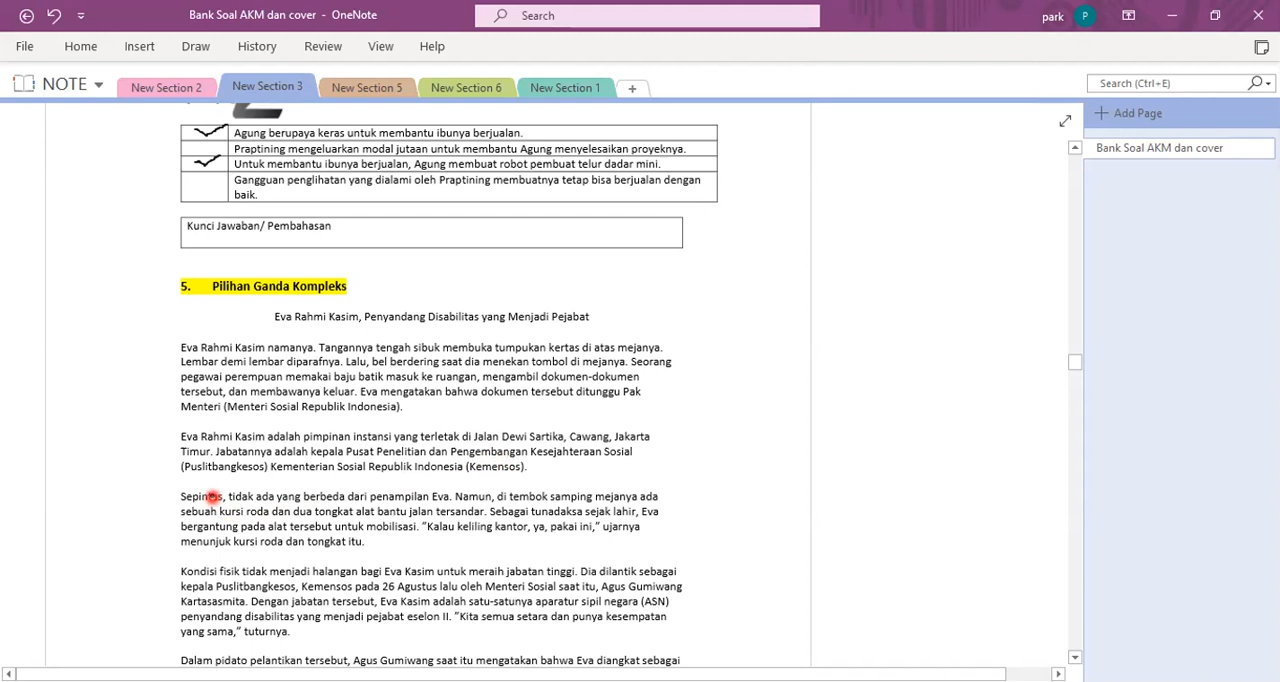 Bank Soal AKM dan cover - OneNote
Search
park
P
File
Home
Insert
Draw
History
Review
View
Help
NOTE
New Section 2
New Section 3
New Section 5
New Section 6
New Section 1
Search (Ctrl+E)
Add Page
Bank Soal AKM dan cover
Agung berupaya keras untuk membantu ibunya berjualan.
Praptining mengeluarkan modal jutaan untuk membantu Agung menyelesaikan proyeknya.
Untuk membantu ibunya berjualan, Agung membuat robot pembuat telur dadar mini.
Gangguan penglihatan yang dialami oleh Praptining membuatnya tetap bisa berjualan dengan
baik.
Kunci Jawaban/ Pembahasan
5. Pilihan Ganda Kompleks
Eva Rahmi Kasim, Penyandang Disabilitas yang Menjadi Pejabat
Eva Rahmi Kasim namanya. Tangannya tengah sibuk membuka tumpukan kertas di atas mejanya.
Lembar demi lembar diparafnya. Lalu, bel berdering saat dia menekan tombol di mejanya. Seorang
pegawai perempuan memakai baju batik masuk ke ruangan, mengambil dokumen-dokumen
tersebut, dan membawanya keluar. Eva mengatakan bahwa dokumen tersebut ditunggu Pak
Menteri (Menteri Sosial Republik Indonesia).
Eva Rahmi Kasim adalah pimpinan instansi yang terletak di Jalan Dewi Sartika, Cawang, Jakarta
Timur. Jabatannya adalah kepala Pusat Penelitian dan Pengembangan Kesejahteraan Sosial
(Puslitbangkesos) Kementerian Sosial Republik Indonesia (Kemensos).
Sepintas, tidak ada yang berbeda dari penampilan Eva. Namun, di tembok samping mejanya ada
sebuah kursi roda dan dua tongkat alat bantu jalan tersandar. Sebagai tunadaksa sejak lahir, Eva
bergantung pada alat tersebut untuk mobilisasi. “Kalau keliling kantor, ya, pakai ini,” ujarnya
menunjuk kursi roda dan tongkat itu.
Kondisi fisik tidak menjadi halangan bagi Eva Kasim untuk meraih jabatan tinggi. Dia dilantik sebagai
kepala Puslitbangkesos, Kemensos pada 26 Agustus lalu oleh Menteri Sosial saat itu, Agus Gumiwang
Kartasasmita. Dengan jabatan tersebut, Eva Kasim adalah satu-satunya aparatur sipil negara (ASN)
penyandang disabilitas yang menjadi pejabat eselon II. “Kita semua setara dan punya kesempatan
yang sama,” tuturnya.
Dalam pidato pelantikan tersebut, Agus Gumiwang saat itu mengatakan bahwa Eva diangkat sebagai